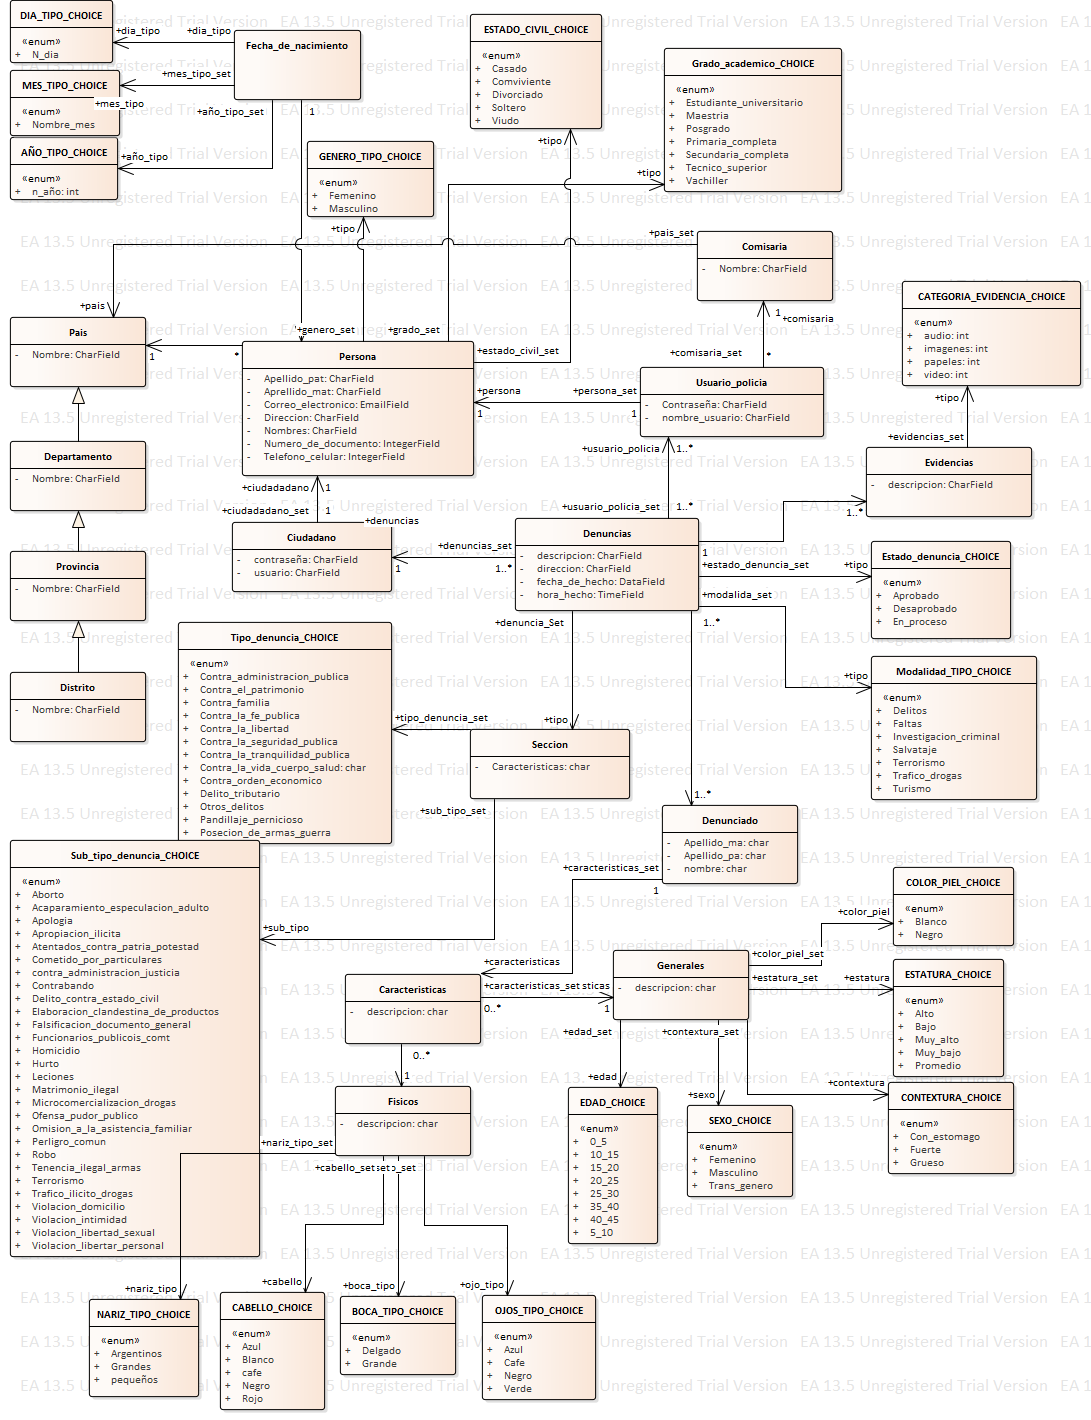 EA 13.5 Unregistered Trial Version
DIA_TIPO_CHOICE
«enum»
+ N_dia
+dia_tipo
+dia_tipo
Fecha_de_nacimiento
MES_TIPO_CHOICE
«enum»
+ Nombre_mes
+mes_tipo_set
+mes_tipo
+año_tipo_set
1
AÑO_TIPO_CHOICE
«enum»
+ n_año: int
+año_tipo
ESTADO_CIVIL_CHOICE
«enum»
+ Casado
+ Comviviente
+ Divorciado
+ Soltero
+ Viudo
+tipo
Grado_academico_CHOICE
«enum»
+ Estudiante_universitario
+ Maestria
+ Posgrado
+ Primaria_completa
+ Secundaria_completa
+ Tecnico_superior
+ Vachiller
+tipo
GENERO_TIPO_CHOICE
«enum»
+ Femenino
+ Masculino
+tipo
+pais_set
Comisaria
- Nombre: CharField
1
+comisaria
+pais
Pais
- Nombre: CharField
1
*
+genero_set
+grado_set
+estado_civil_set
Persona
- Apellido_pat: CharField
- Aprellido_mat: CharField
- Correo_electronico: EmailField
- Direccion: CharField
- Nombres: CharField
- Numero_de_documento: IntegerField
- Telefono_celular: IntegerField
+comisaria_set
*
Usuario_policia
- Contraseña: CharField
- nombre_usuario: CharField
+persona
1
+persona_set
1
CATEGORIA_EVIDENCIA_CHOICE
«enum»
+ audio: int
+ imagenes: int
+ papeles: int
+ video: int
+tipo
+evidencias_set
Evidencias
- descripcion: CharField
1..*
Departamento
- Nombre: CharField
Provincia
- Nombre: CharField
Distrito
- Nombre: CharField
+usuario_policia
1..*
+usuario_policia_set
1..*
+ciudadadano
1
+ciudadadano_set
1
+denuncias
Ciudadano
- contraseña: CharField
- usuario: CharField
+denuncias_set
1
1..*
Denuncias
- descripcion: CharField
- direccion: CharField
- fecha_de_hecho: DataField
- hora_hecho: TimeField
1
+estado_denuncia_set
+tipo
+modalida_set
1..*
+denuncia_Set
Estado_denuncia_CHOICE
«enum»
+ Aprobado
+ Desaprobado
+ En_proceso
Modalidad_TIPO_CHOICE
«enum»
+ Delitos
+ Faltas
+ Investigacion_criminal
+ Salvataje
+ Terrorismo
+ Trafico_drogas
+ Turismo
+tipo
Tipo_denuncia_CHOICE
«enum»
+ Contra_administracion_publica
+ Contra_el_patrimonio
+ Contra_familia
+ Contra_la_fe_publica
+ Contra_la_libertad
+ Contra_la_seguridad_publica
+ Contra_la_tranquilidad_publica
+ Contra_la_vida_cuerpo_salud: char
+ Contra_orden_economico
+ Delito_tributario
+ Otros_delitos
+ Pandillaje_pernicioso
+ Posecion_de_armas_guerra
+tipo_denuncia_set
+tipo
Seccion
- Caracteristicas: char
+sub_tipo_set
1..*
Denunciado
- Apellido_ma: char
- Apellido_pa: char
- nombre: char
+caracteristicas_set
1
Sub_tipo_denuncia_CHOICE
«enum»
+ Aborto
+ Acaparamiento_especulacion_adulto
+ Apologia
+ Apropiacion_ilicita
+ Atentados_contra_patria_potestad
+ Cometido_por_particulares
+ contra_administracion_justicia
+ Contrabando
+ Delito_contra_estado_civil
+ Elaboracion_clandestina_de_productos
+ Falsificacion_documento_general
+ Funcionarios_publicois_comt
+ Homicidio
+ Hurto
+ Leciones
+ Matrimonio_ilegal
+ Microcomercializacion_drogas
+ Ofensa_pudor_publico
+ Omision_a_la_asistencia_familiar
+ Perligro_comun
+ Robo
+ Tenencia_ilegal_armas
+ Terrorismo
+ Trafico_ilicito_drogas
+ Violacion_domicilio
+ Violacion_intimidad
+ Violacion_libertad_sexual
+ Violacion_libertar_personal
+sub_tipo
+caracteristicas
Caracteristicas
- descripcion: char
+caracteristicas_set sticas
0..*
1
0..*
1
Generales
- descripcion: char
+color_piel_set
+color_piel
+estatura_set
+estatura
+edad_set
+contextura_set
+contextura
+edad
+sexo
COLOR_PIEL_CHOICE
«enum»
+ Blanco
+ Negro
ESTATURA_CHOICE
«enum»
+ Alto
+ Bajo
+ Muy_alto
+ Muy_bajo
+ Promedio
CONTEXTURA_CHOICE
«enum»
+ Con_estomago
+ Fuerte
+ Grueso
EDAD_CHOICE
«enum»
+ 0_5
+ 10_15
+ 15_20
+ 20_25
+ 25_30
+ 35_40
+ 40_45
+ 5_10
SEXO_CHOICE
«enum»
+ Femenino
+ Masculino
+ Trans_genero
Fisicos
- descripcion: char
+nariz_tipo_set
+cabello_set
+nariz_tipo
+cabello
+boca_tipo
+ojo_tipo
NARIZ_TIPO_CHOICE
«enum»
+ Argentinos
+ Grandes
+ pequeños
CABELLO_CHOICE
«enum»
+ Azul
+ Blanco
+ cafe
+ Negro
+ Rojo
BOCA_TIPO_CHOICE
«enum»
+ Delgado
+ Grande
OJOS_TIPO_CHOICE
«enum»
+ Azul
+ Cafe
+ Negro
+ Verde